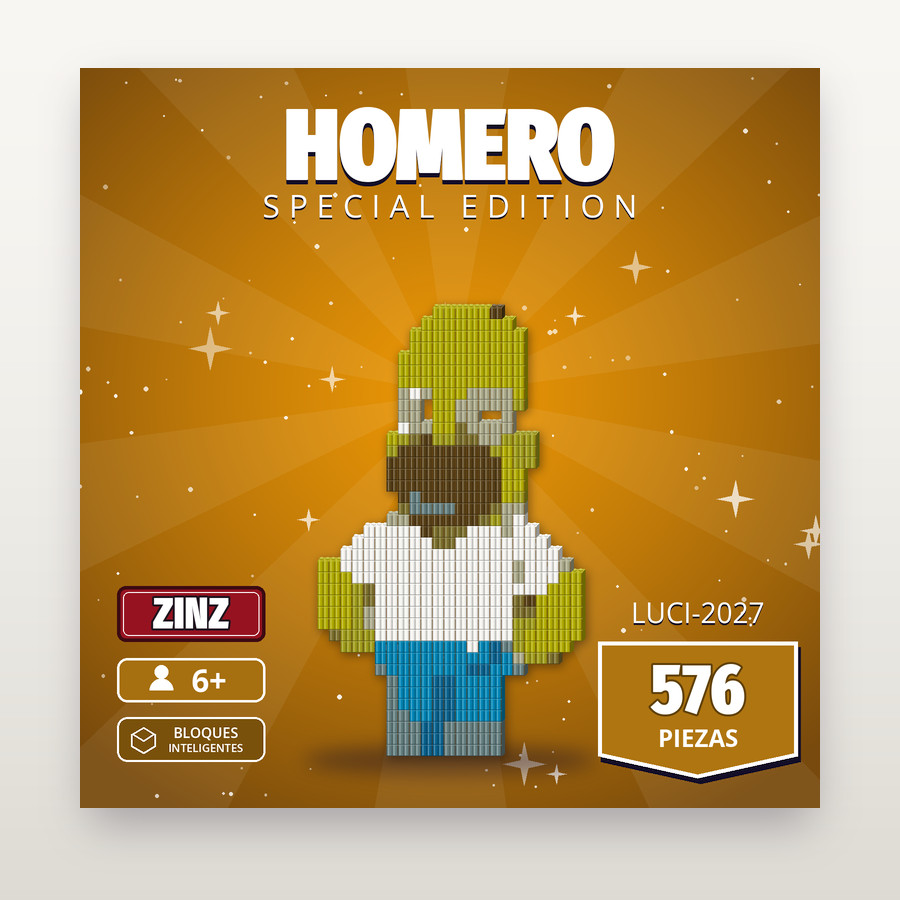 HOMERO
SPECIAL EDITION
ZINZ
6+
BLOQUES
INTELIGENTES
LUCI-2027
576
PIEZAS